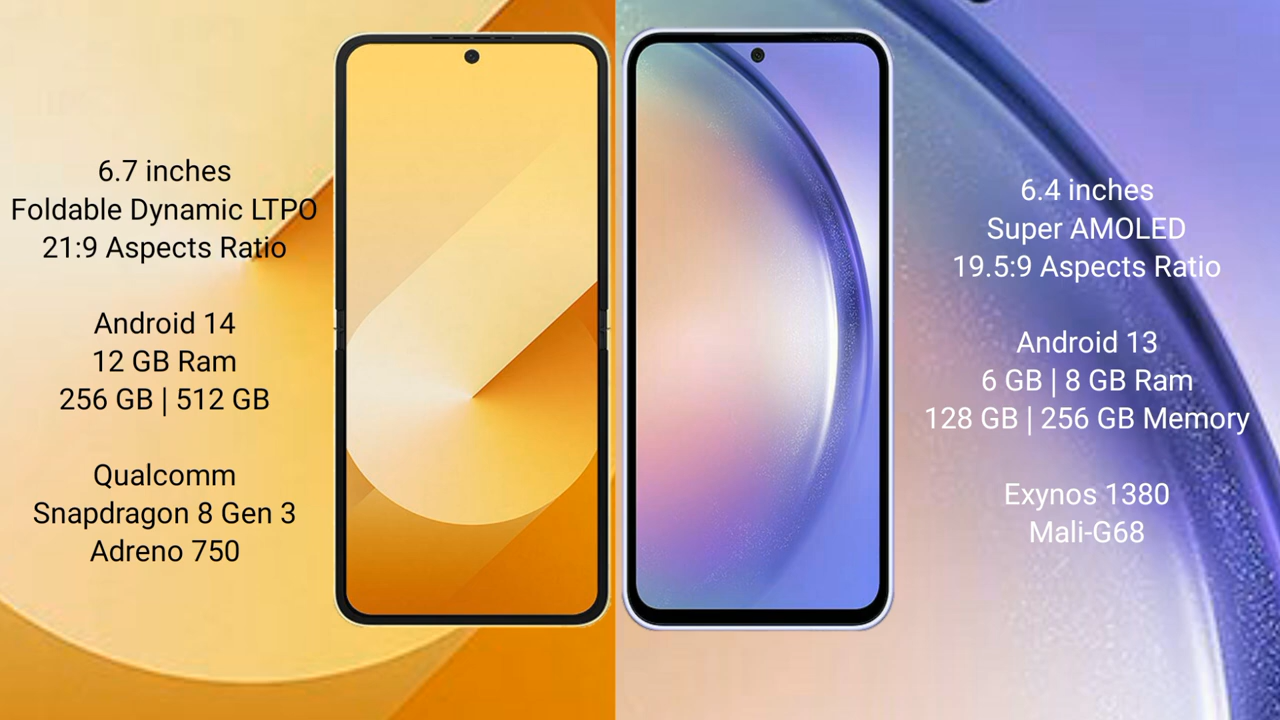 6.7 inches
Foldable Dynamic LTPO
21:9 Aspects Ratio
Android 14
12 GB Ram
256 GB | 512 GB
Qualcomm
Snapdragon 8 Gen 3
Adreno 750
6.4 inches
Super AMOLED
19.5:9 Aspects Ratio
Android 13
6 GB | 8 GB Ram
128 GB | 256 GB Memory
Exynos 1380
Mali-G68